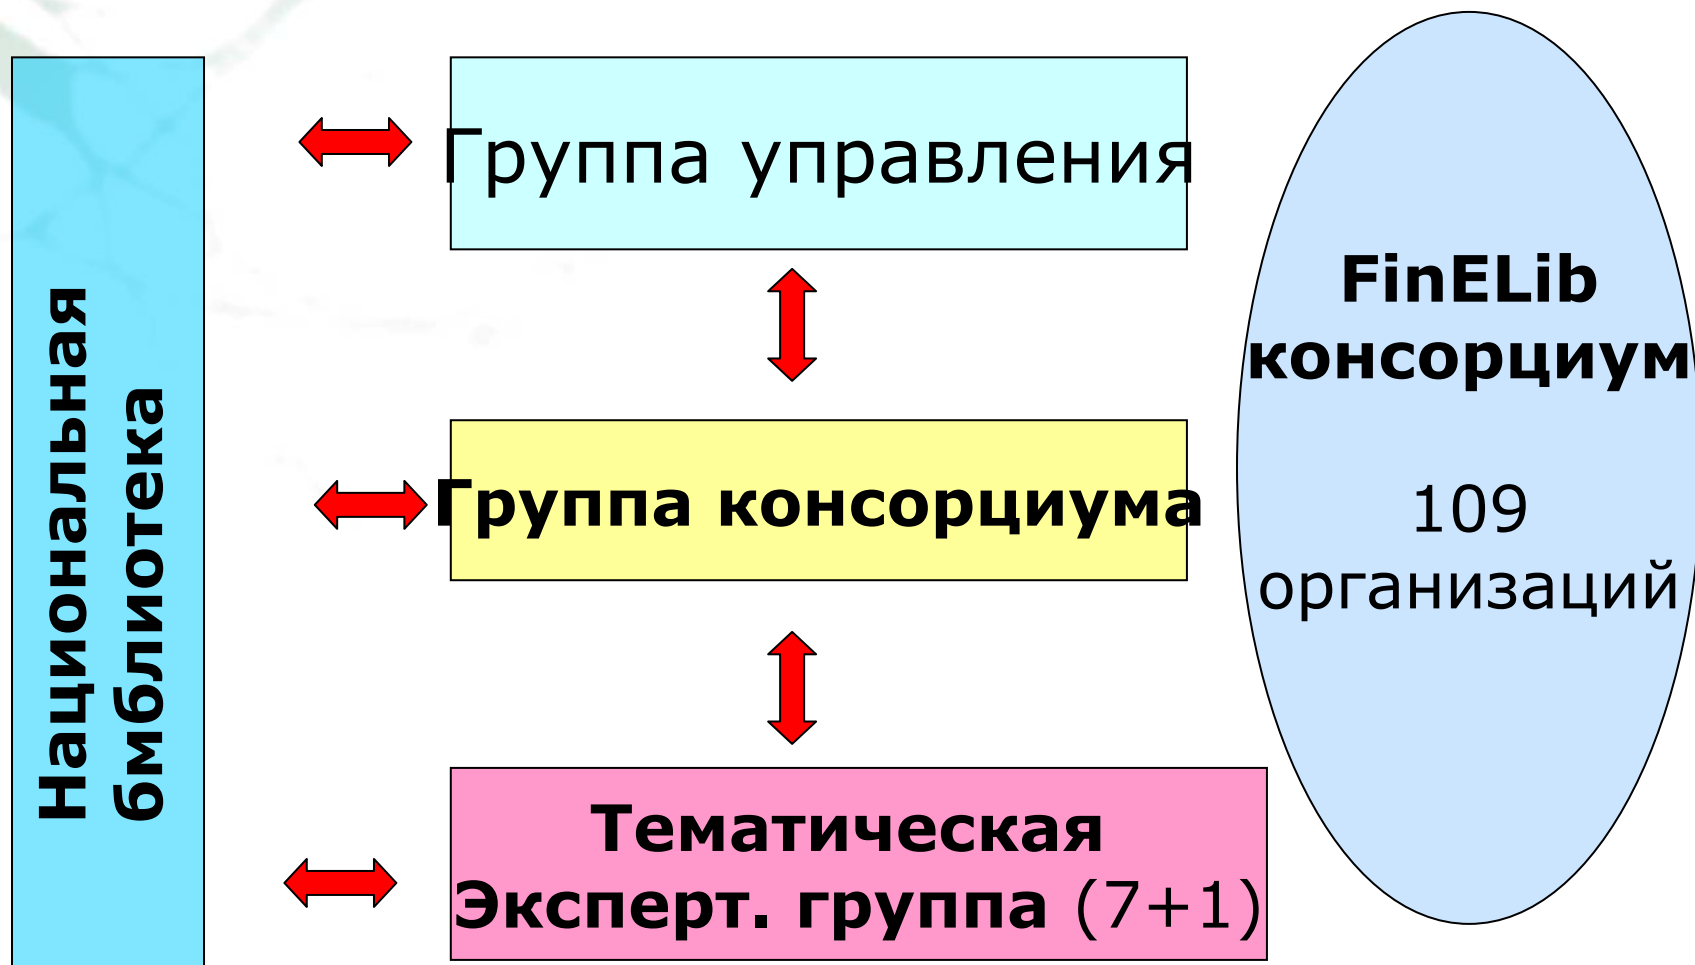 Национальная
бмблиотека
Группа управления
Группа консорциума
Тематическая
Эксперт. группа (7+1)
FinELib
консорциум
109
организаций